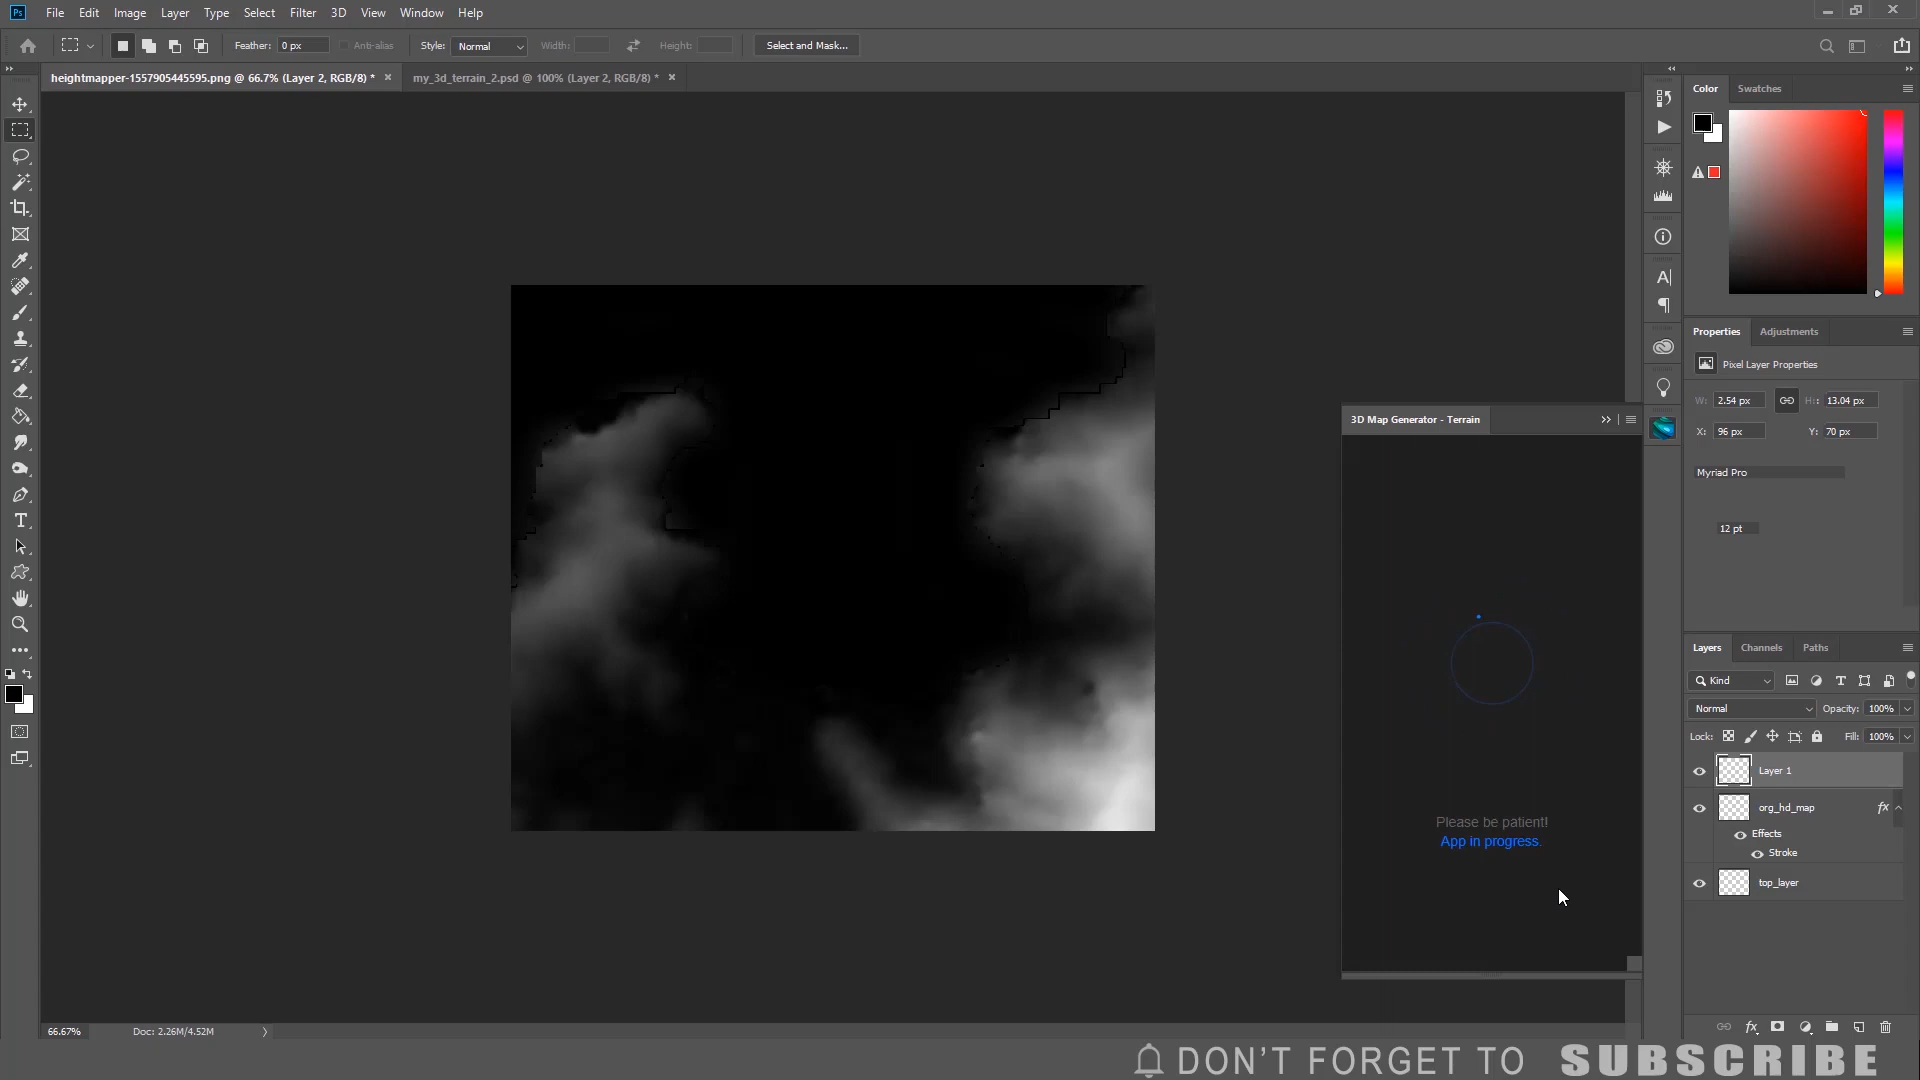 Ps File Edit Image Layer Type Select Filter 3D View Window Help
Feather: 0 px Anti-alias Style: Normal Width: Height: Select and Mask...
heightmapper-1557905445595.png @ 66.7% (Layer 2, RGB/8) * × my_3d_terrain_2.psd @ 100% (Layer 2, RGB/8) * ×
Color Swatches
Properties Adjustments
Pixel Layer Properties
W: 2.54 px H: 13.04 px
X: 96 px Y: 70 px
Myriad Pro
12 pt
3D Map Generator - Terrain
Please be patient!
App in progress.
Layers Channels Paths
Kind
Normal Opacity: 100%
Lock: Fill: 100%
Layer 1
org_hd_map fx
Effects
Stroke
top_layer
66.67% Doc: 2.26M/4.52M
DON'T FORGET TO SUBSCRIBE